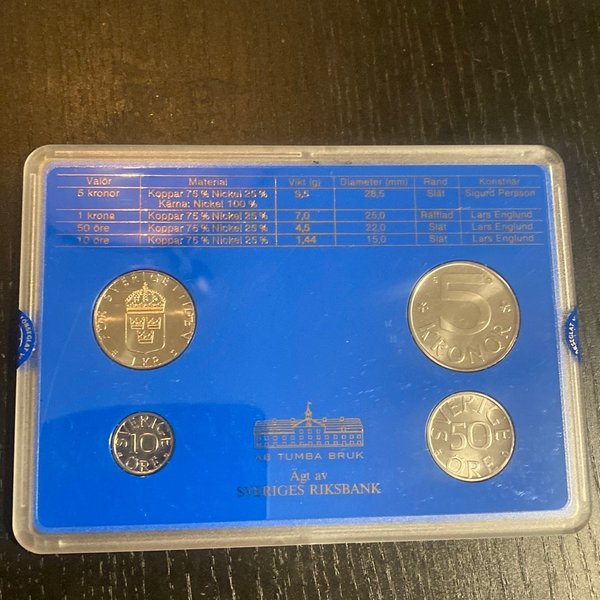 Valör Material Vikt (g) Diameter (mm) Rand Konstnär
5 kronor Koppar 75 % Nickel 25 % 9,5 28,5 Slät Sigurd Persson
Kärna: Nickel 100 %
1 krona Koppar 75 % Nickel 25 % 7,0 25,0 Räfflad Lars Englund
50 öre Koppar 75 % Nickel 25 % 4,5 22,0 Slät Lars Englund
10 öre Koppar 75 % Nickel 25 % 1,44 15,0 Slät Lars Englund
FÖR SVERIGE I TIDEN
1 KR
5
KRONOR
SVERIGE
10
ÖRE
SVERIGE
50
ÖRE
AB TUMBA BRUK
Ägt av
SVERIGES RIKSBANK